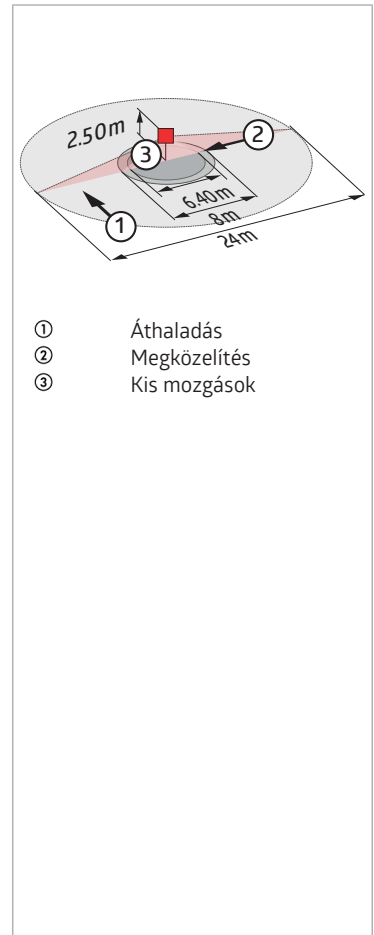 2.50m
③
②
①
6.40m
8m
24m
① Áthaladás
② Megközelítés
③ Kis mozgások